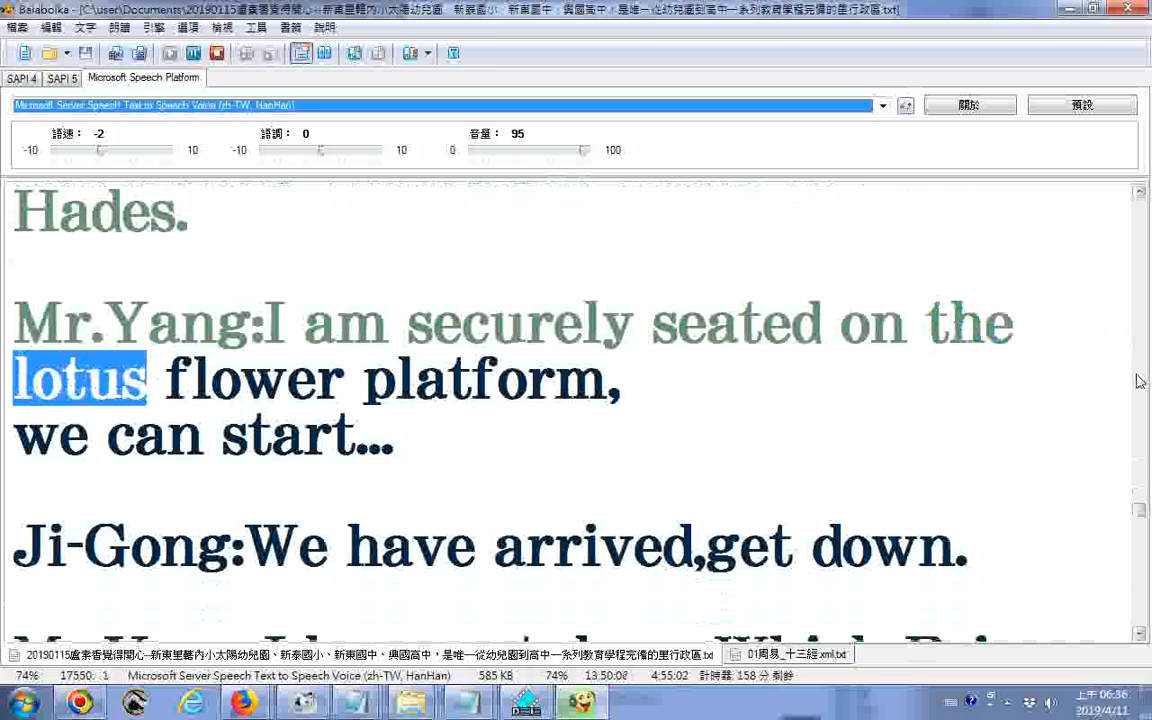 Balabolka - [C:\user\Documents\20190115盧素香覺得開心--新東里轄內小太陽幼兒園、新泰國小、新東國中、興國高中，是唯一從幼兒園到高中一系列教育學程完備的里行政區.txt]
檔案 編輯 文字 朗讀 引擎 選項 檢視 工具 書籤 說明
SAPI 4 SAPI 5 Microsoft Speech Platform
Microsoft Server Speech Text to Speech Voice (zh-TW, HanHan)
關於 預設
語速： -2 語調： 0 音量： 95
-10 10 -10 10 0 100
Hades.
Mr.Yang:I am securely seated on the
lotus flower platform,
we can start...
Ji-Gong:We have arrived,get down.
20190115盧素香覺得開心--新東里轄內小太陽幼兒園、新泰國小、新東國中、興國高中，是唯一從幼兒園到高中一系列教育學程完備的里行政區.txt 01周易_十三經.xml.txt
74% 17550: 1 Microsoft Server Speech Text to Speech Voice (zh-TW, HanHan) 585 KB 74% 13:50:06 4:55:02 計時器: 158 分 剩餘
上午 06:36
2019/4/11